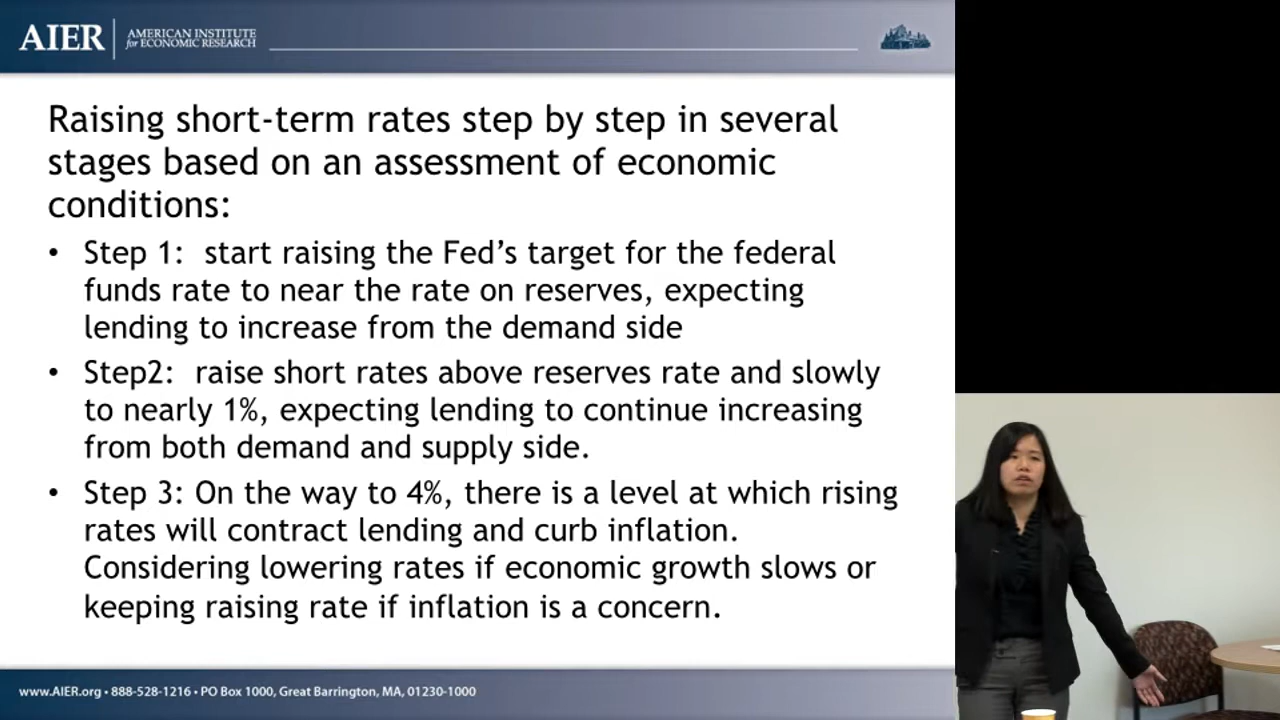 AIER
AMERICAN INSTITUTE
for ECONOMIC RESEARCH
Raising short-term rates step by step in several
stages based on an assessment of economic
conditions:
• Step 1:  start raising the Fed’s target for the federal
funds rate to near the rate on reserves, expecting
lending to increase from the demand side
• Step2:  raise short rates above reserves rate and slowly
to nearly 1%, expecting lending to continue increasing
from both demand and supply side.
• Step 3: On the way to 4%, there is a level at which rising
rates will contract lending and curb inflation.
Considering lowering rates if economic growth slows or
keeping raising rate if inflation is a concern.
www.AIER.org • 888-528-1216 • PO Box 1000, Great Barrington, MA, 01230-1000